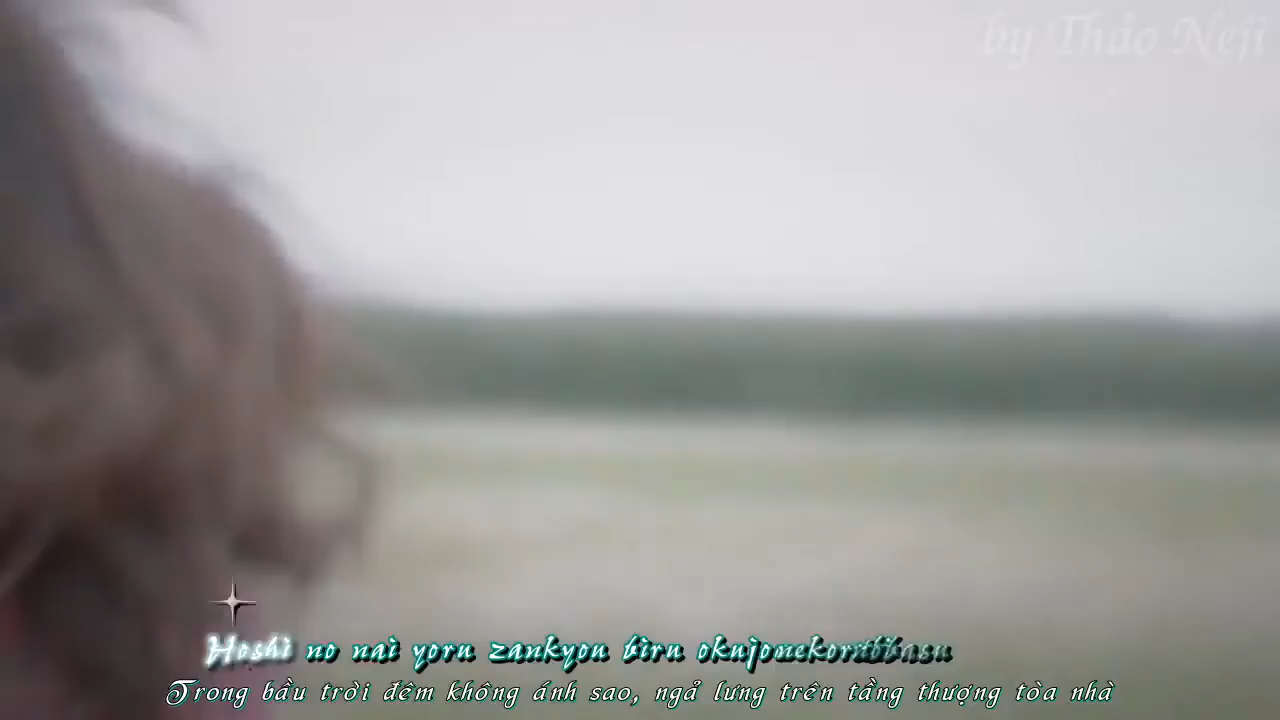 by Thảo Neji
Hoshi no nai yoru zankyou biru okujo
Trong bầu trời đêm không ánh sao, ngả lưng trên tầng thượng tòa nhà